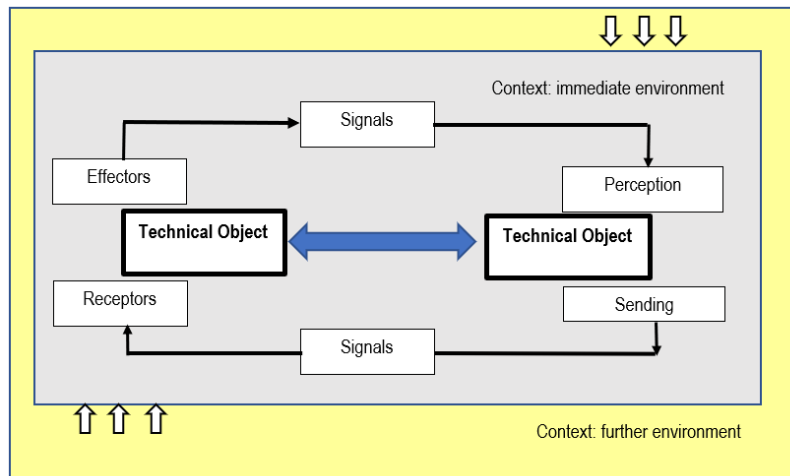 Context: immediate environment
Signals
Effectors
Perception
Technical Object
Technical Object
Receptors
Sending
Signals
Context: further environment